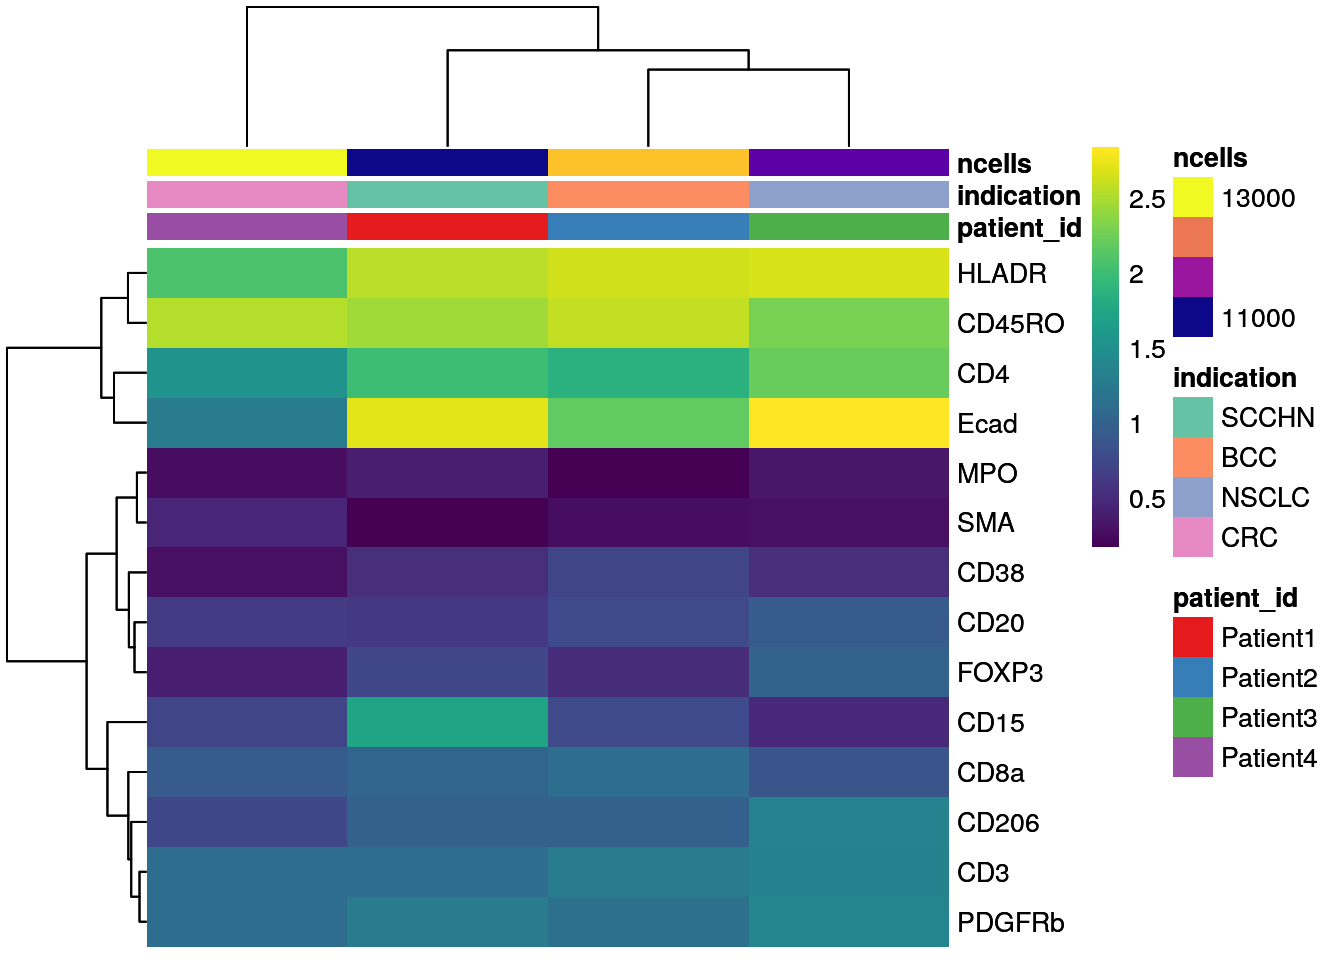 ncells
indication
patient_id
HLADR
CD45RO
CD4
Ecad
MPO
SMA
CD38
CD20
FOXP3
CD15
CD8a
CD206
CD3
PDGFRb
2.5
2
1.5
1
0.5
ncells
13000
11000
indication
SCCHN
BCC
NSCLC
CRC
patient_id
Patient1
Patient2
Patient3
Patient4